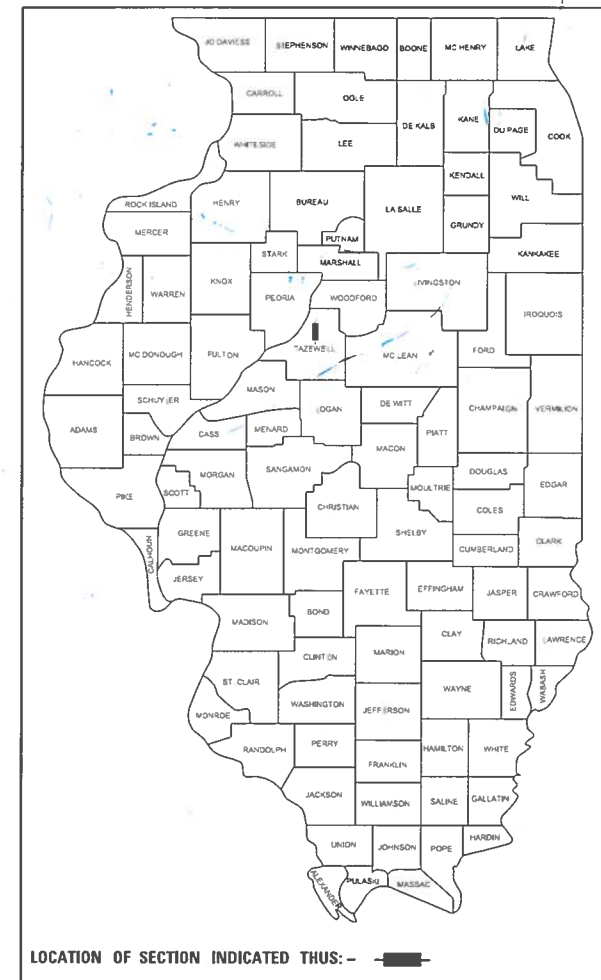 JO DAVIESS STEPHENSON WINNEBAGO BOONE MC HENRY LAKE
CARROLL OGLE
DE KALB KANE DU PAGE COOK
WHITESIDE LEE
KENDALL
ROCK ISLAND HENRY BUREAU LA SALLE WILL
MERCER PUTNAM GRUNDY
STARK MARSHALL KANKAKEE
HENDERSON WARREN KNOX PEORIA WOODFORD LIVINGSTON IROQUOIS
HANCOCK MC DONOUGH FULTON TAZEWELL MC LEAN FORD
MASON
SCHUYLER LOGAN DE WITT CHAMPAIGN VERMILION
ADAMS BROWN CASS MENARD PIATT
MACON
MORGAN SANGAMON DOUGLAS EDGAR
PIKE SCOTT CHRISTIAN MOULTRIE COLES
GREENE SHELBY
CALHOUN MACOUPIN MONTGOMERY CUMBERLAND CLARK
JERSEY FAYETTE EFFINGHAM JASPER CRAWFORD
MADISON BOND
CLAY RICHLAND LAWRENCE
CLINTON MARION
ST. CLAIR WAYNE EDWARDS WABASH
WASHINGTON JEFFERSON
MONROE
RANDOLPH PERRY HAMILTON WHITE
FRANKLIN
JACKSON WILLIAMSON SALINE GALLATIN
HARDIN
UNION JOHNSON POPE
ALEXANDER PULASKI MASSAC
LOCATION OF SECTION INDICATED THUS: -